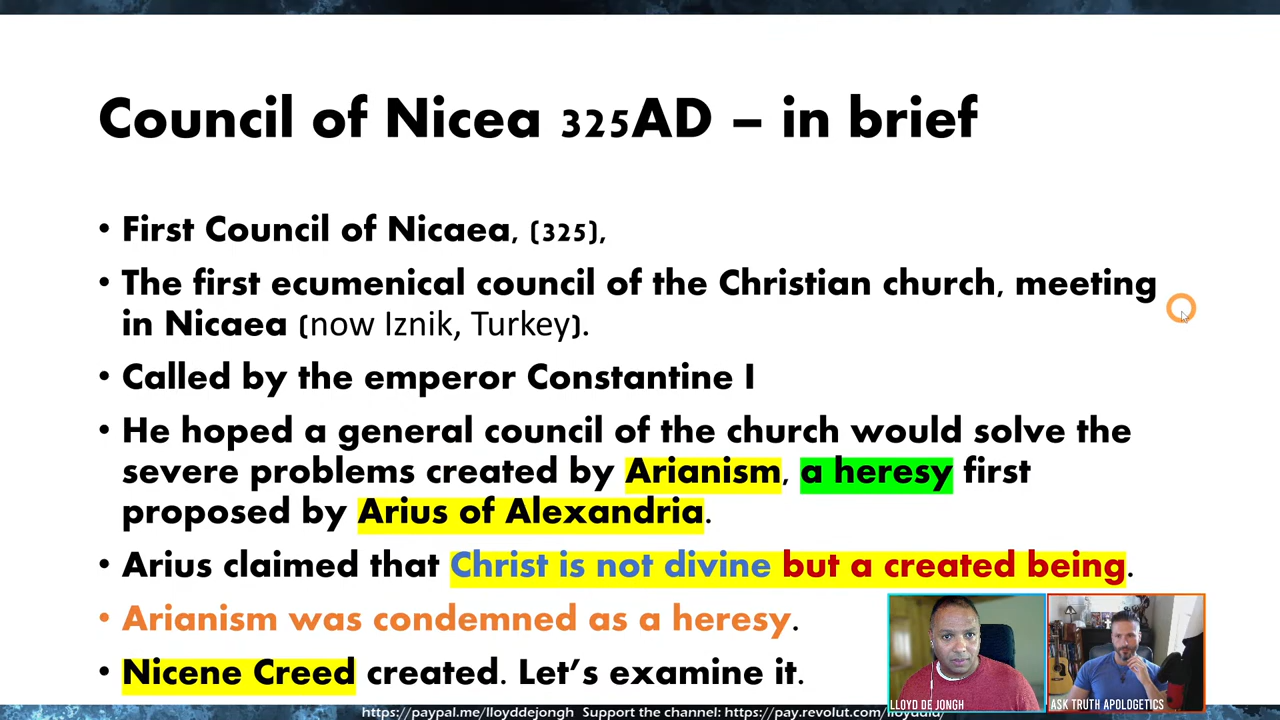 Council of Nicea 325AD – in brief
• First Council of Nicaea, (325),
• The first ecumenical council of the Christian church, meeting
in Nicaea (now Iznik, Turkey).
• Called by the emperor Constantine I
• He hoped a general council of the church would solve the
severe problems created by Arianism, a heresy first
proposed by Arius of Alexandria.
• Arius claimed that Christ is not divine but a created being.
• Arianism was condemned as a heresy.
• Nicene Creed created. Let's examine it.
LLOYD DE JONGH
ASK TRUTH APOLOGETICS
https://paypal.me/lloyddejongh Support the channel: https://pay.revolut.com/lloyddld/